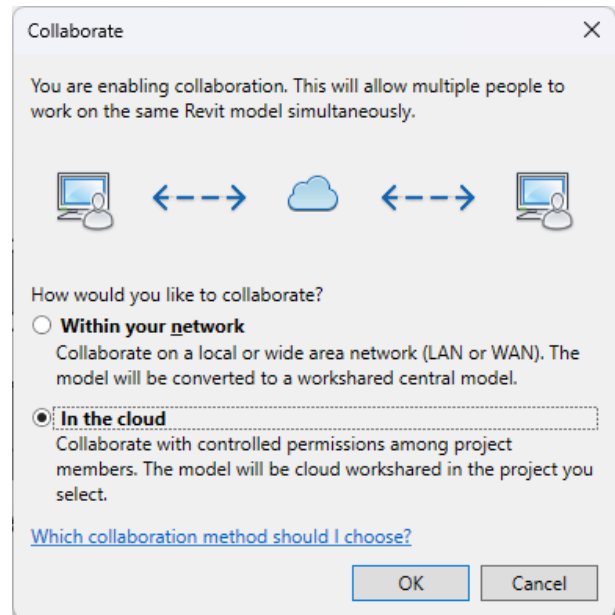 Collaborate
You are enabling collaboration. This will allow multiple people to
work on the same Revit model simultaneously.
How would you like to collaborate?
Within your network
Collaborate on a local or wide area network (LAN or WAN). The
model will be converted to a workshared central model.
In the cloud
Collaborate with controlled permissions among project
members. The model will be cloud workshared in the project you
select.
Which collaboration method should I choose?
OK Cancel